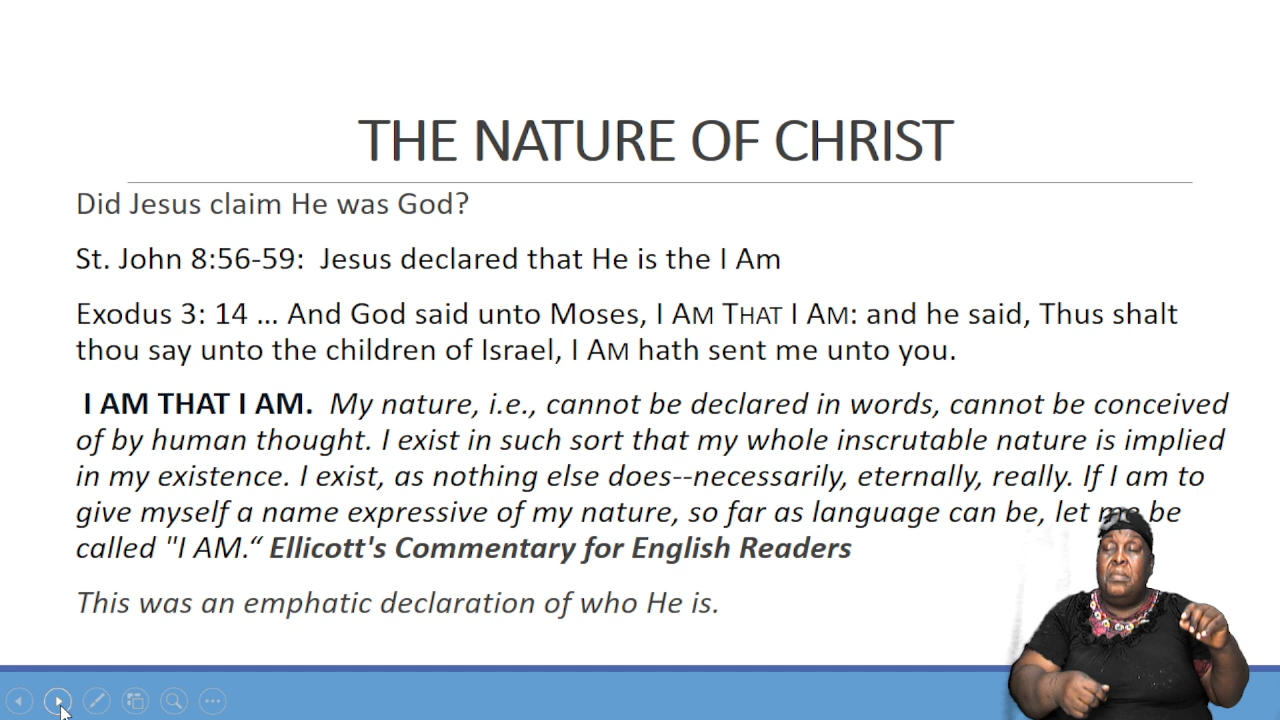 THE NATURE OF CHRIST
Did Jesus claim He was God?
St. John 8:56-59:  Jesus declared that He is the I Am
Exodus 3: 14 … And God said unto Moses, I AM THAT I AM: and he said, Thus shalt
thou say unto the children of Israel, I AM hath sent me unto you.
I AM THAT I AM.  My nature, i.e., cannot be declared in words, cannot be conceived
of by human thought. I exist in such sort that my whole inscrutable nature is implied
in my existence. I exist, as nothing else does--necessarily, eternally, really. If I am to
give myself a name expressive of my nature, so far as language can be, let me be
called "I AM.“ Ellicott's Commentary for English Readers
This was an emphatic declaration of who He is.